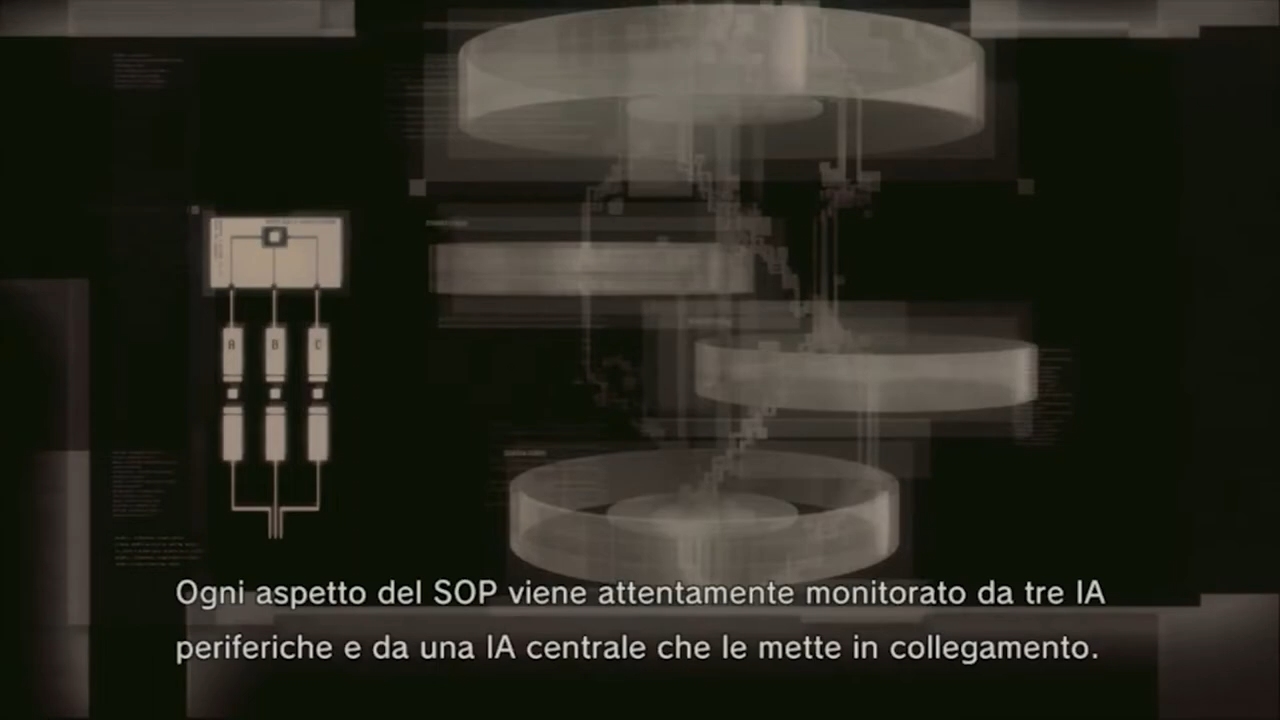 A B C
Ogni aspetto del SOP viene attentamente monitorato da tre IA
periferiche e da una IA centrale che le mette in collegamento.